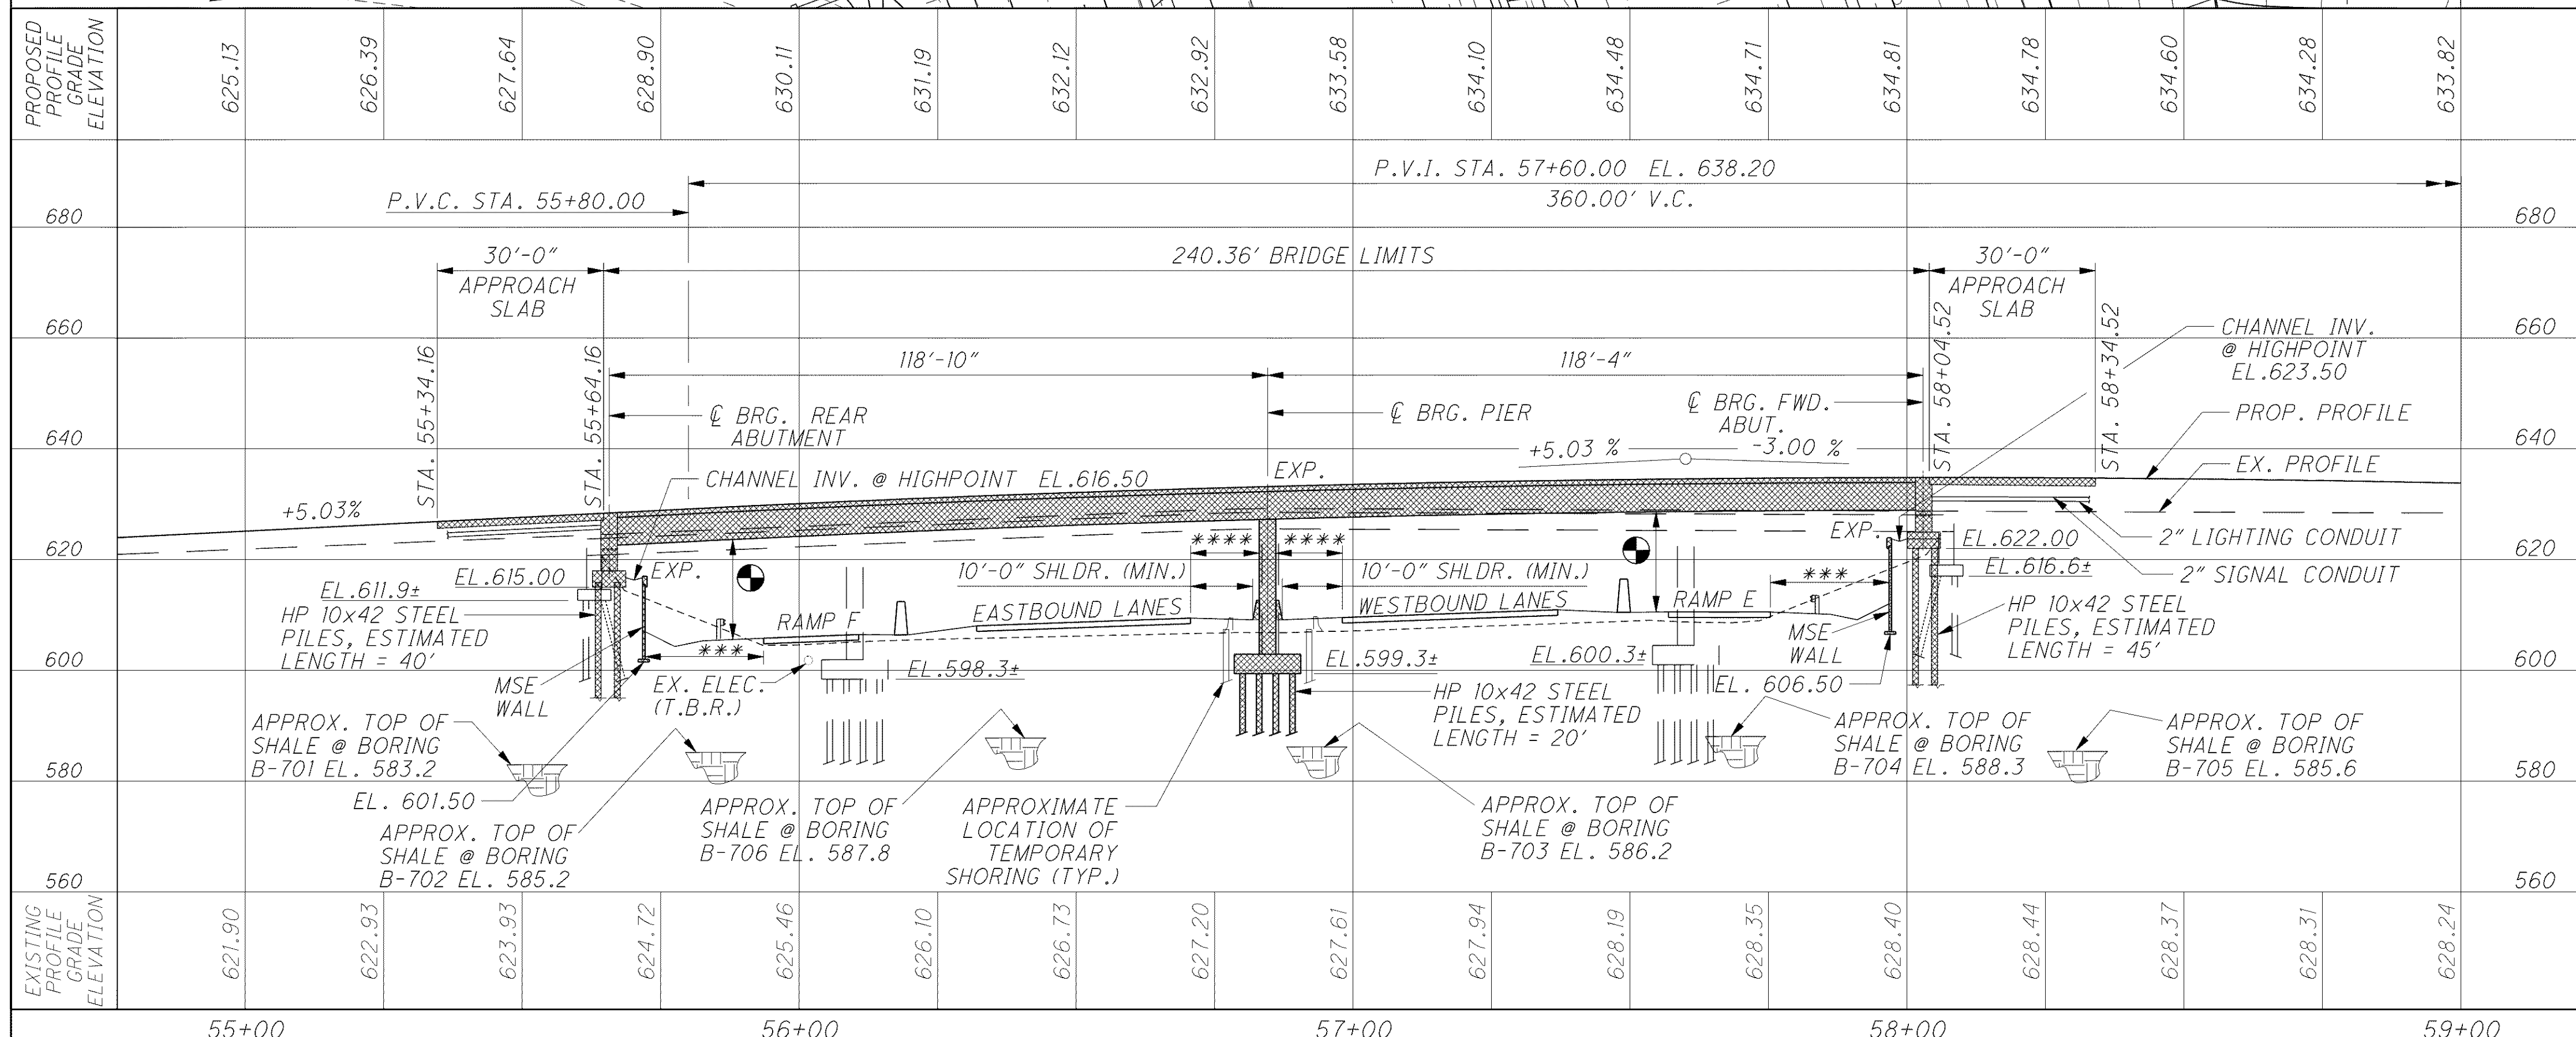 PROPOSED
PROFILE
GRADE
ELEVATION
625.13
626.39
627.64
628.90
630.11
631.19
632.12
632.92
633.58
634.10
634.48
634.71
634.81
634.78
634.60
634.28
633.82
P.V.I. STA. 57+60.00 EL. 638.20
360.00' V.C.
P.V.C. STA. 55+80.00
680
680
30'-0"
APPROACH
SLAB
240.36' BRIDGE LIMITS
30'-0"
APPROACH
SLAB
660
660
STA. 55+34.16
STA. 55+64.16
118'-10"
118'-4"
STA. 58+04.52
STA. 58+34.52
CHANNEL INV.
@ HIGHPOINT
EL.623.50
℄ BRG. REAR
ABUTMENT
℄ BRG. PIER
℄ BRG. FWD.
ABUT.
PROP. PROFILE
640
640
+5.03 %
-3.00 %
EX. PROFILE
CHANNEL INV. @ HIGHPOINT EL.616.50
EXP.
+5.03%
620
620
****
****
EXP.
EL.622.00
2" LIGHTING CONDUIT
EXP.
EL.615.00
EL.611.9±
10'-0" SHLDR. (MIN.)
10'-0" SHLDR. (MIN.)
***
EL.616.6±
2" SIGNAL CONDUIT
HP 10x42 STEEL
PILES, ESTIMATED
LENGTH = 40'
RAMP F
EASTBOUND LANES
WESTBOUND LANES
RAMP E
HP 10x42 STEEL
PILES, ESTIMATED
LENGTH = 45'
MSE
WALL
***
600
600
EL.598.3±
EL.599.3±
EL.600.3±
MSE
WALL
EX. ELEC.
(T.B.R.)
EL. 606.50
HP 10x42 STEEL
PILES, ESTIMATED
LENGTH = 20'
APPROX. TOP OF
SHALE @ BORING
B-701 EL. 583.2
APPROX. TOP OF
SHALE @ BORING
B-704 EL. 588.3
APPROX. TOP OF
SHALE @ BORING
B-705 EL. 585.6
580
580
EL. 601.50
APPROX. TOP OF
SHALE @ BORING
B-702 EL. 585.2
APPROX. TOP OF
SHALE @ BORING
B-706 EL. 587.8
APPROXIMATE
LOCATION OF
TEMPORARY
SHORING (TYP.)
APPROX. TOP OF
SHALE @ BORING
B-703 EL. 586.2
560
560
EXISTING
PROFILE
GRADE
ELEVATION
621.90
622.93
623.93
624.72
625.46
626.10
626.73
627.20
627.61
627.94
628.19
628.35
628.40
628.44
628.37
628.31
628.24
55+00
56+00
57+00
58+00
59+00